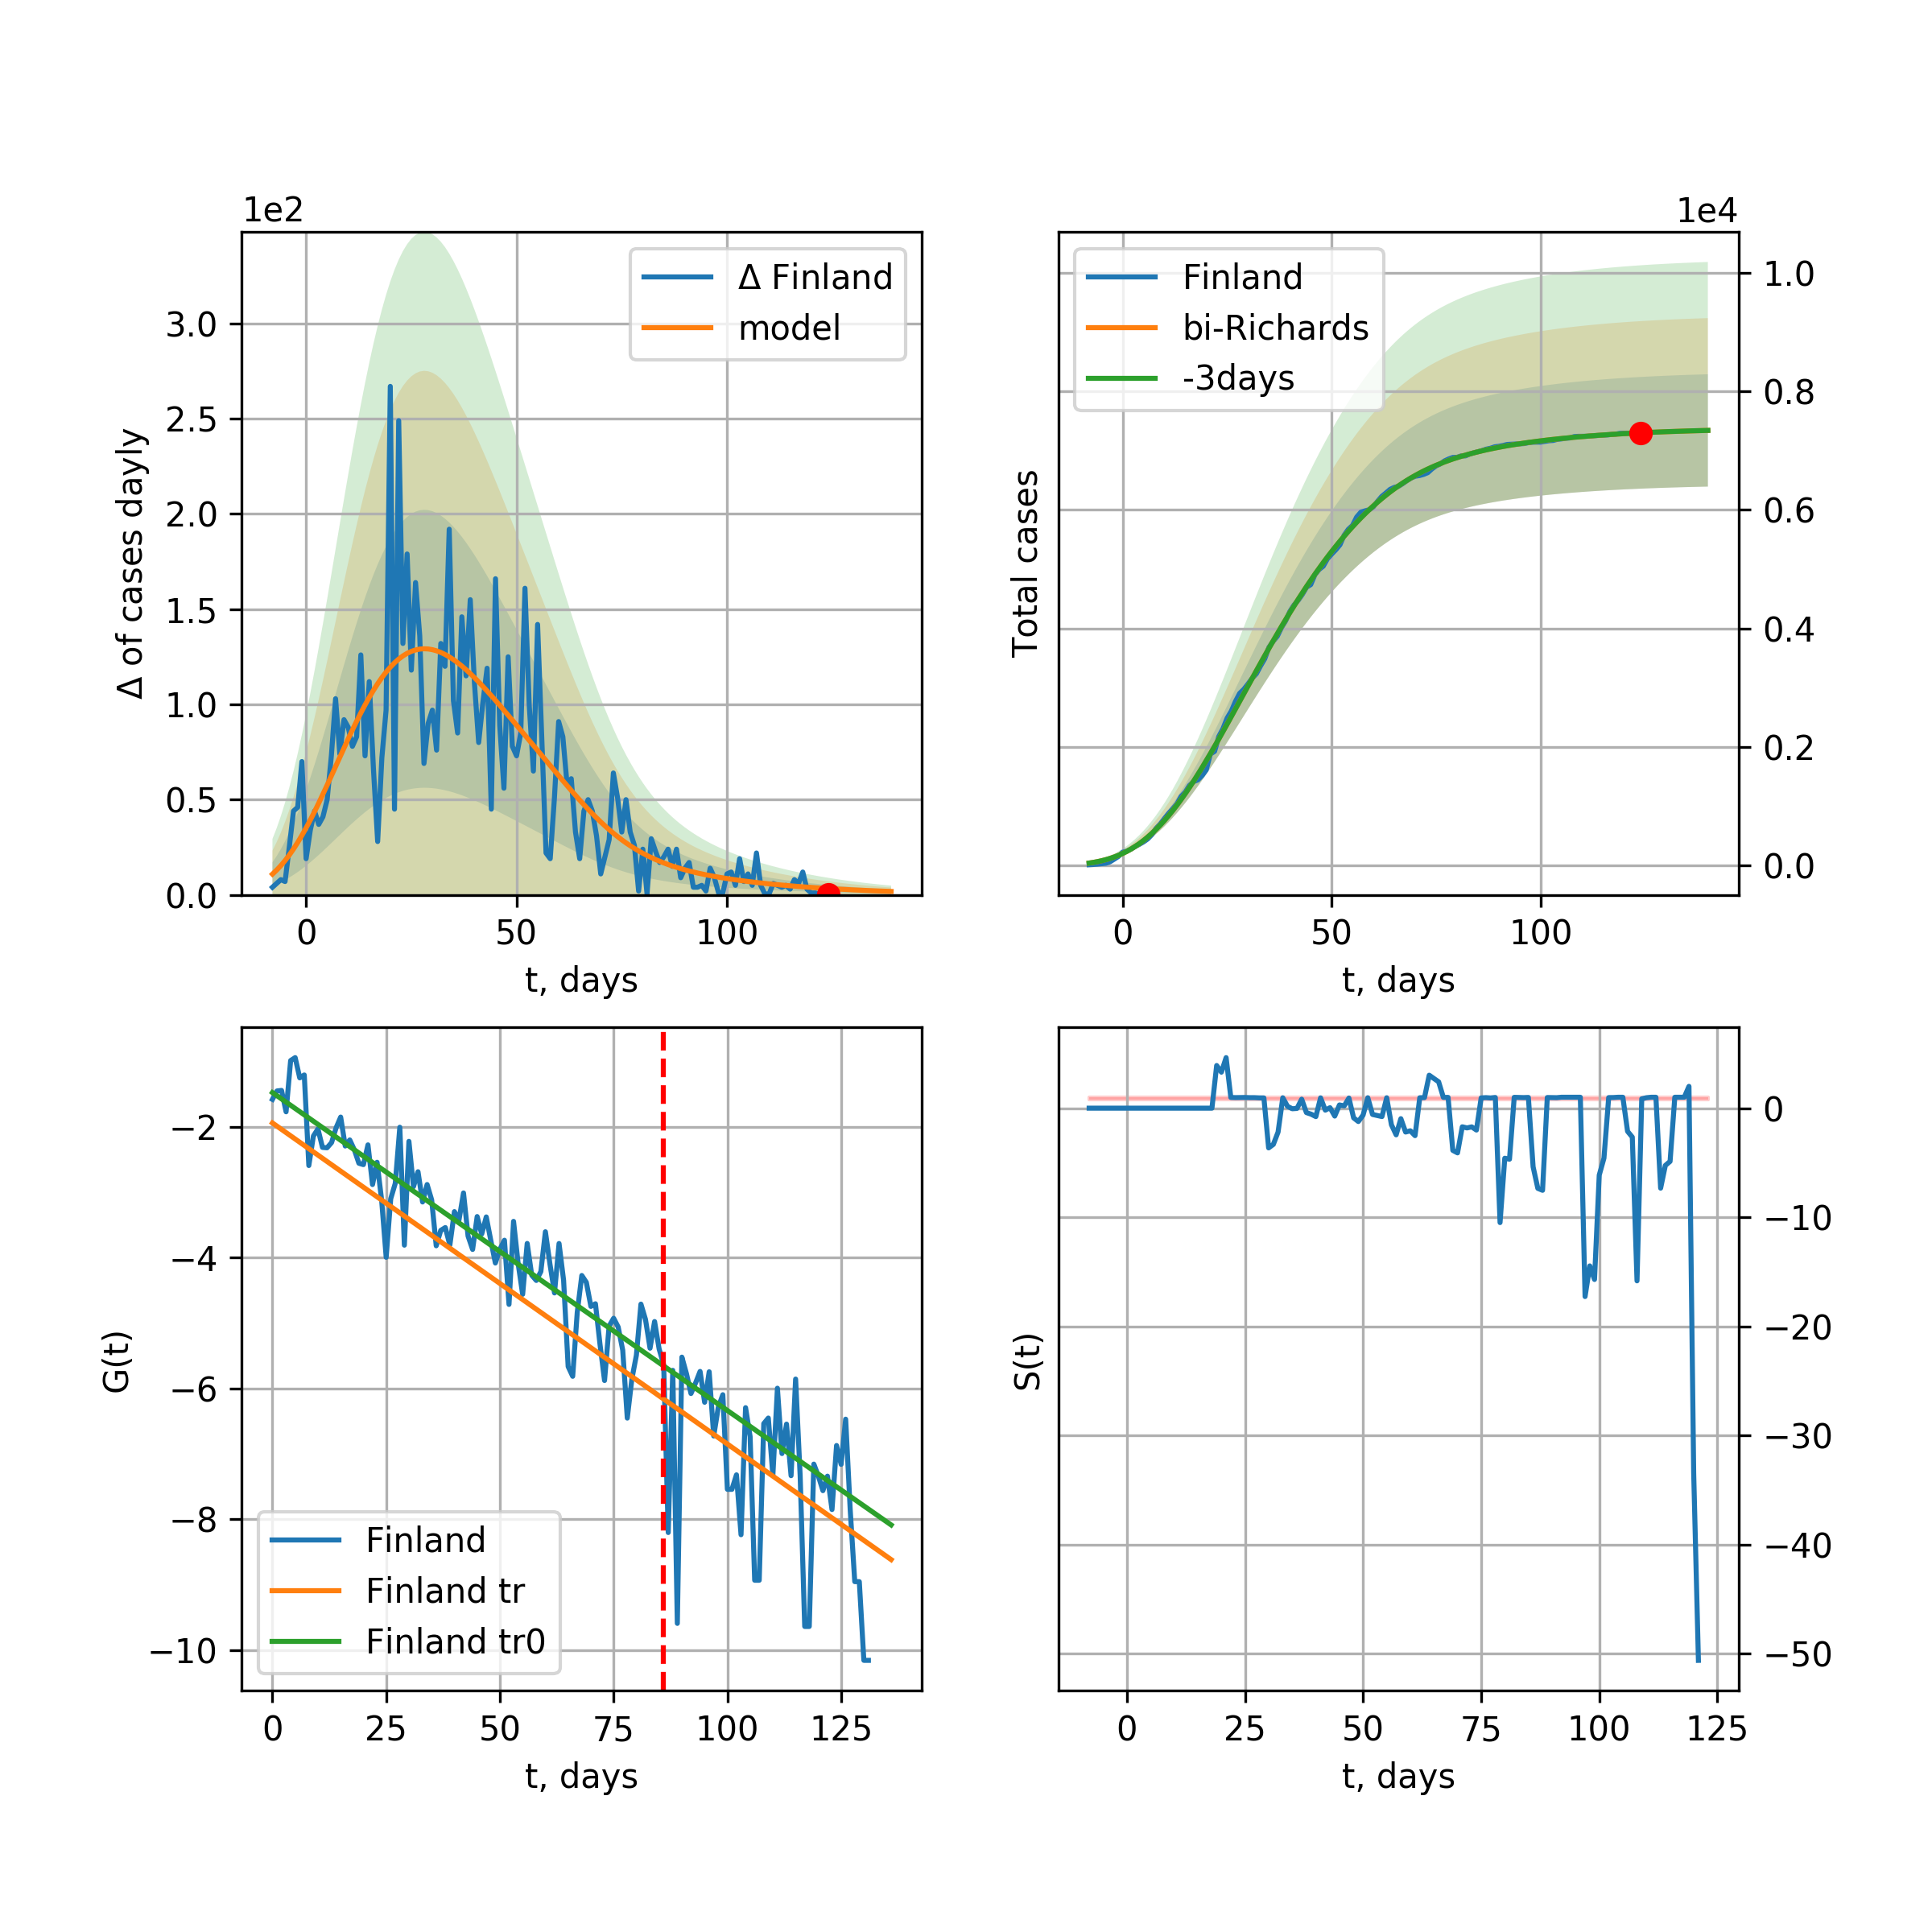 1e2
Δ Finland
model
3.0
2.5
2.0
1.5
1.0
0.5
0.0
Δ of cases dayly
0
50
100
t, days
1e4
Finland
bi-Richards
-3days
1.0
0.8
0.6
0.4
0.2
0.0
Total cases
0
50
100
t, days
−2
−4
−6
−8
−10
G(t)
Finland
Finland tr
Finland tr0
0
25
50
75
100
125
t, days
0
−10
−20
−30
−40
−50
S(t)
0
25
50
75
100
125
t, days